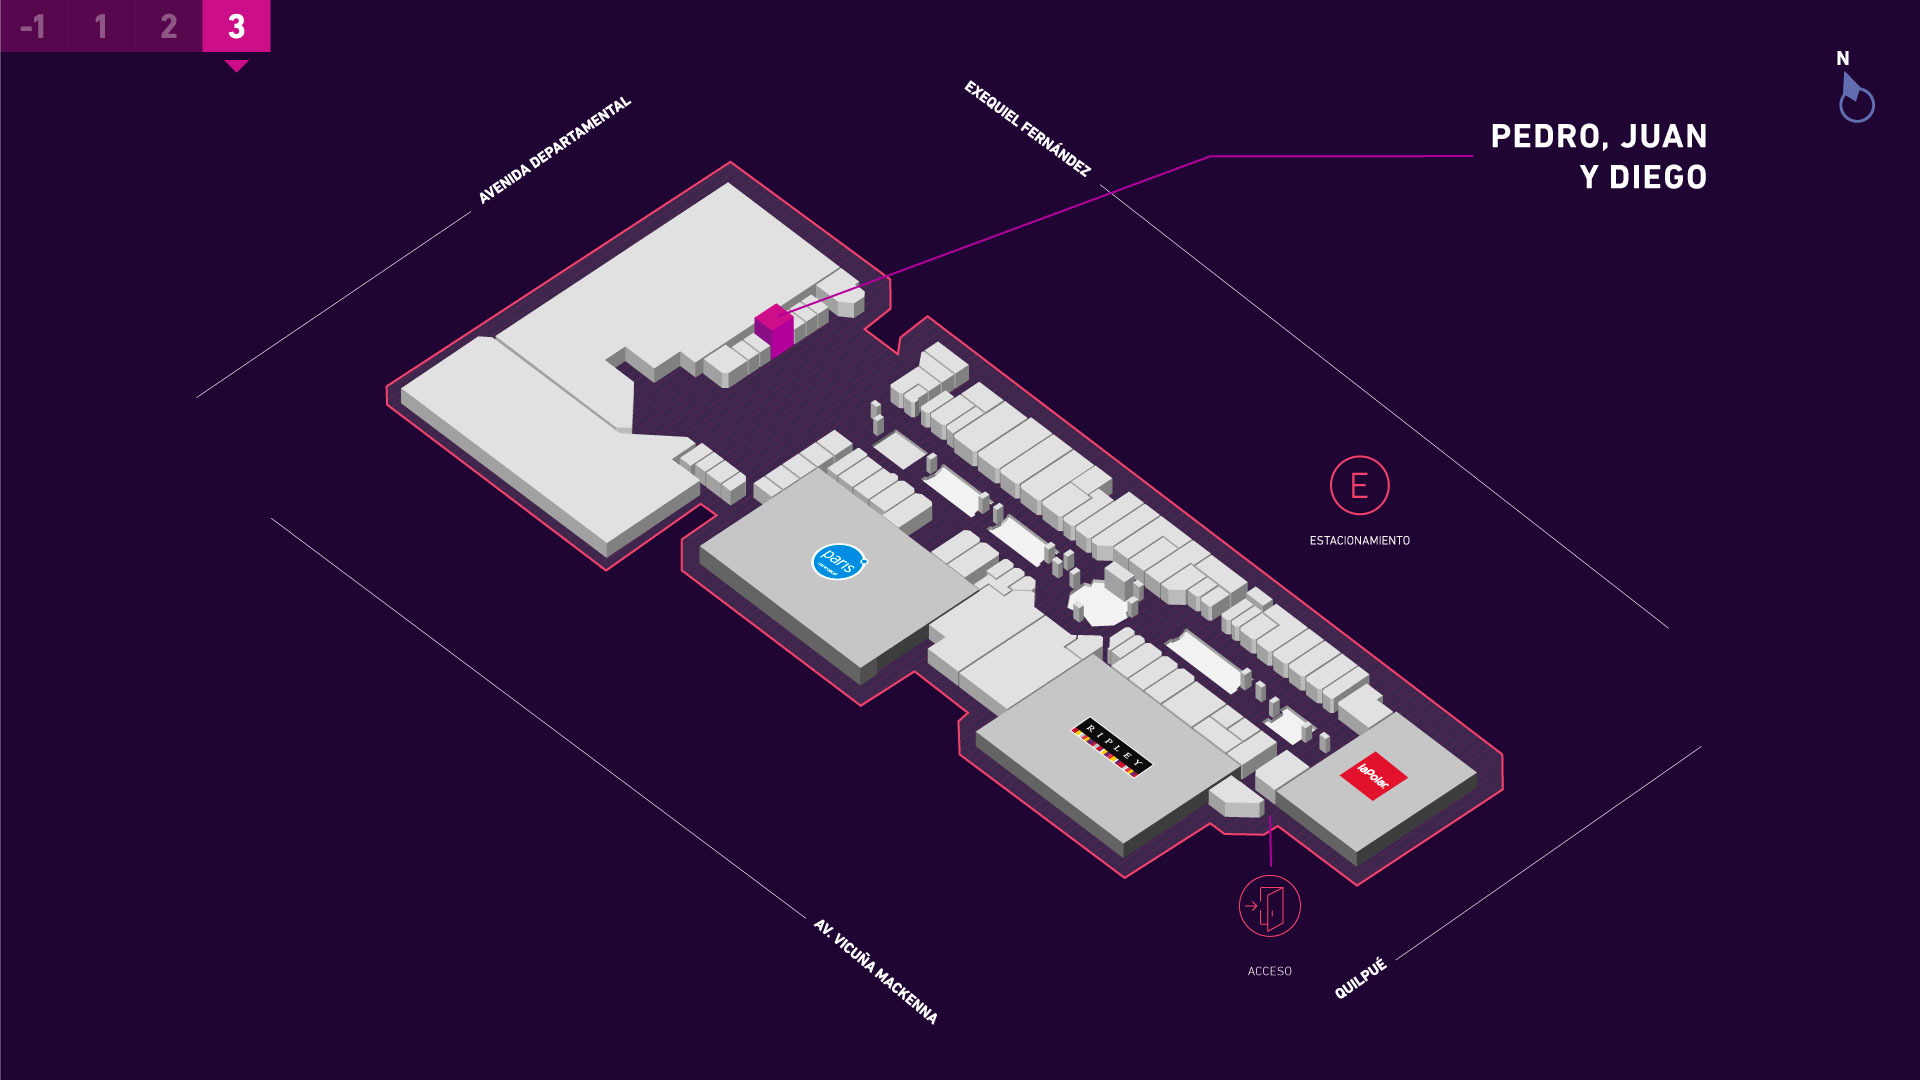 -1 1 2 3
N
AVENIDA DEPARTAMENTAL
EXEQUIEL FERNÁNDEZ
PEDRO, JUAN
Y DIEGO
E
ESTACIONAMIENTO
paris
RIPLEY
laPolar
ACCESO
AV. VICUÑA MACKENNA
QUILPUÉ